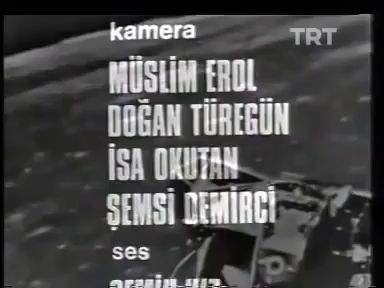 kamera
TRT
MÜSLİM EROL
DOĞAN TÜREGÜN
İSA OKUTAN
ŞEMSİ DEMİRCİ
ses